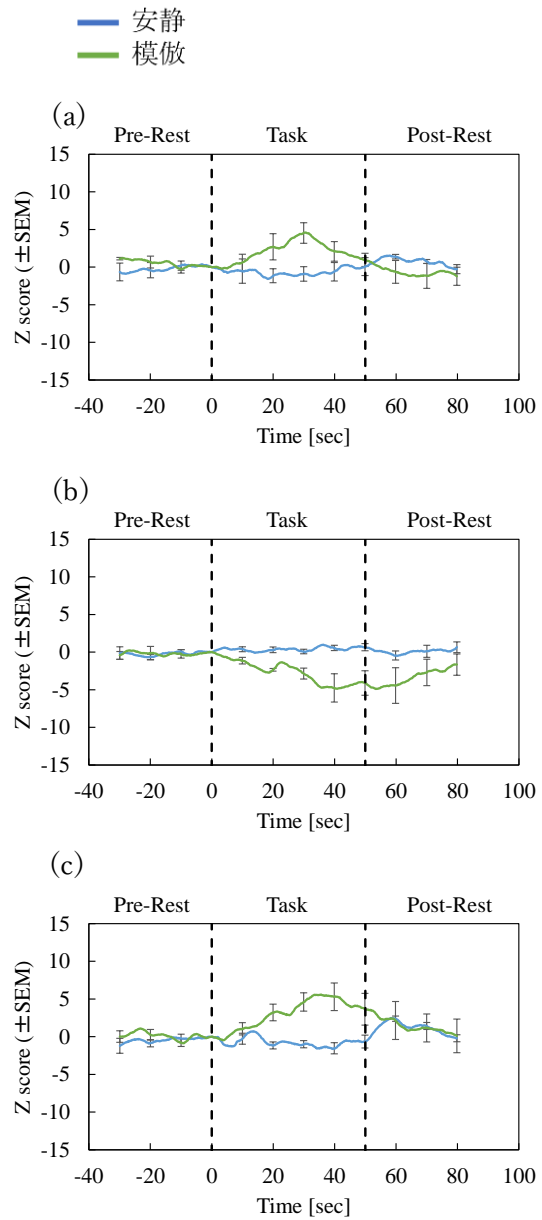 安静
模倣
(a)
Pre-Rest Task Post-Rest
Z score (±SEM)
15
10
5
0
-5
-10
-15
-40 -20 0 20 40 60 80 100
Time [sec]
(b)
Pre-Rest Task Post-Rest
Z score (±SEM)
15
10
5
0
-5
-10
-15
-40 -20 0 20 40 60 80 100
Time [sec]
(c)
Pre-Rest Task Post-Rest
Z score (±SEM)
15
10
5
0
-5
-10
-15
-40 -20 0 20 40 60 80 100
Time [sec]